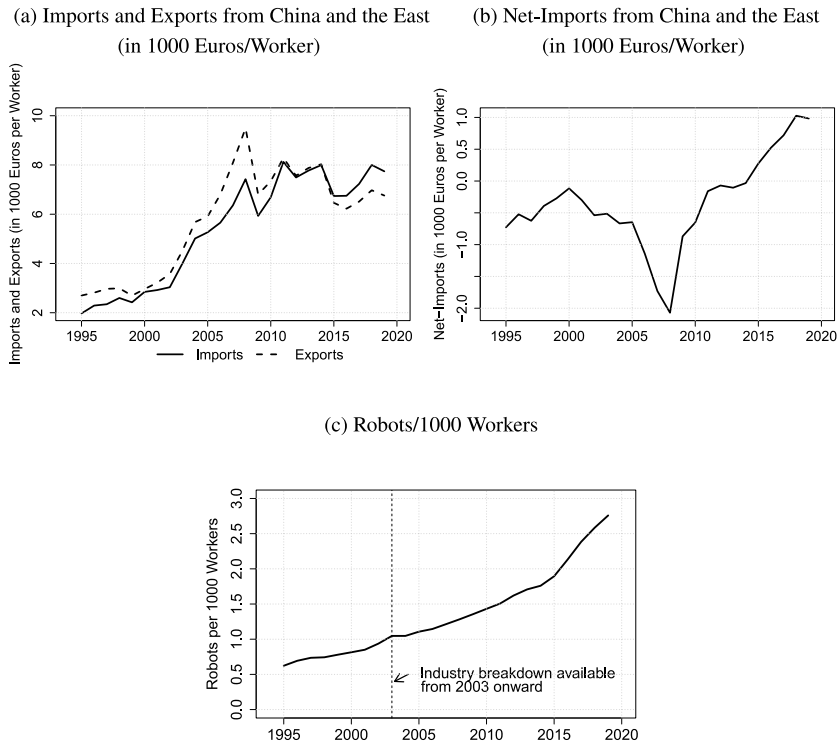 (a) Imports and Exports from China and the East
(in 1000 Euros/Worker)
Imports and Exports (in 1000 Euros per Worker)
10
8
6
4
2
1995 2000 2005 2010 2015 2020
Imports Exports
(b) Net-Imports from China and the East
(in 1000 Euros/Worker)
Net−Imports (in 1000 Euros per Worker)
1.0
0.5
0.0
−1.0
−2.0
1995 2000 2005 2010 2015 2020
(c) Robots/1000 Workers
Robots per 1000 Workers
3.0
2.5
2.0
1.5
1.0
0.5
0.0
Industry breakdown available
from 2003 onward
1995 2000 2005 2010 2015 2020